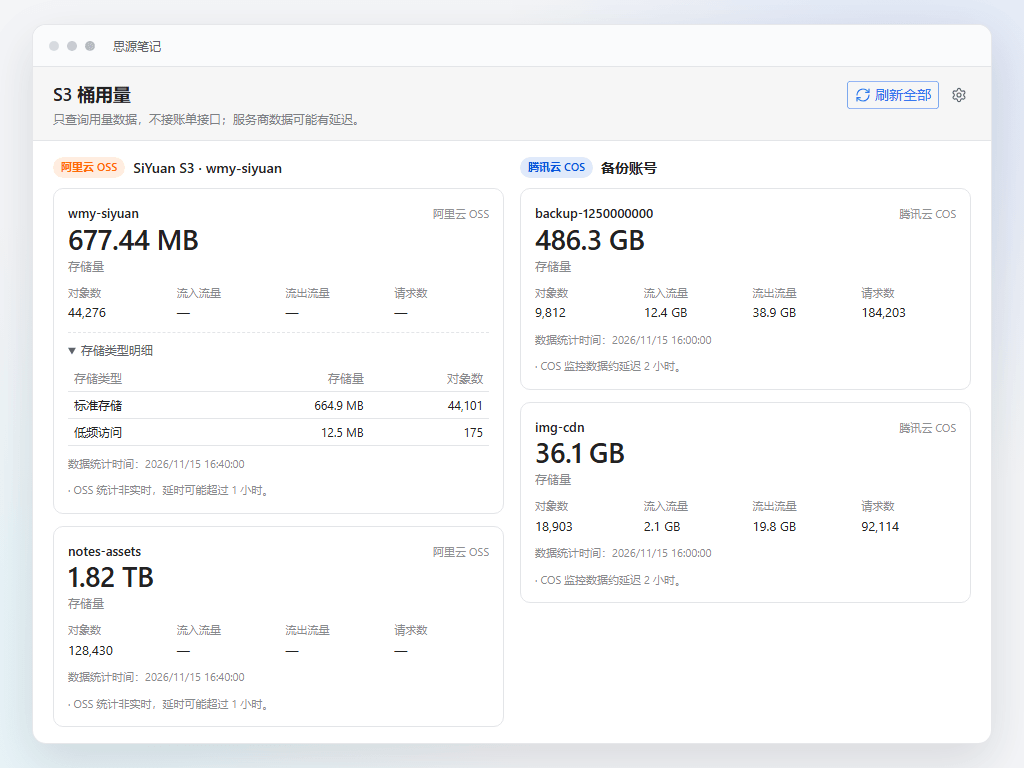 思源笔记
S3 桶用量
只查询用量数据，不接账单接口；服务商数据可能有延迟。
刷新全部
阿里云 OSS SiYuan S3 · wmy-siyuan
wmy-siyuan 阿里云 OSS
677.44 MB
存储量
对象数 流入流量 流出流量 请求数
44,276 — — —
▼ 存储类型明细
存储类型 存储量 对象数
标准存储 664.9 MB 44,101
低频访问 12.5 MB 175
数据统计时间：2026/11/15 16:40:00
· OSS 统计非实时，延时可能超过 1 小时。
notes-assets 阿里云 OSS
1.82 TB
存储量
对象数 流入流量 流出流量 请求数
128,430 — — —
数据统计时间：2026/11/15 16:40:00
· OSS 统计非实时，延时可能超过 1 小时。
腾讯云 COS 备份账号
backup-1250000000 腾讯云 COS
486.3 GB
存储量
对象数 流入流量 流出流量 请求数
9,812 12.4 GB 38.9 GB 184,203
数据统计时间：2026/11/15 16:00:00
· COS 监控数据约延迟 2 小时。
img-cdn 腾讯云 COS
36.1 GB
存储量
对象数 流入流量 流出流量 请求数
18,903 2.1 GB 19.8 GB 92,114
数据统计时间：2026/11/15 16:00:00
· COS 监控数据约延迟 2 小时。